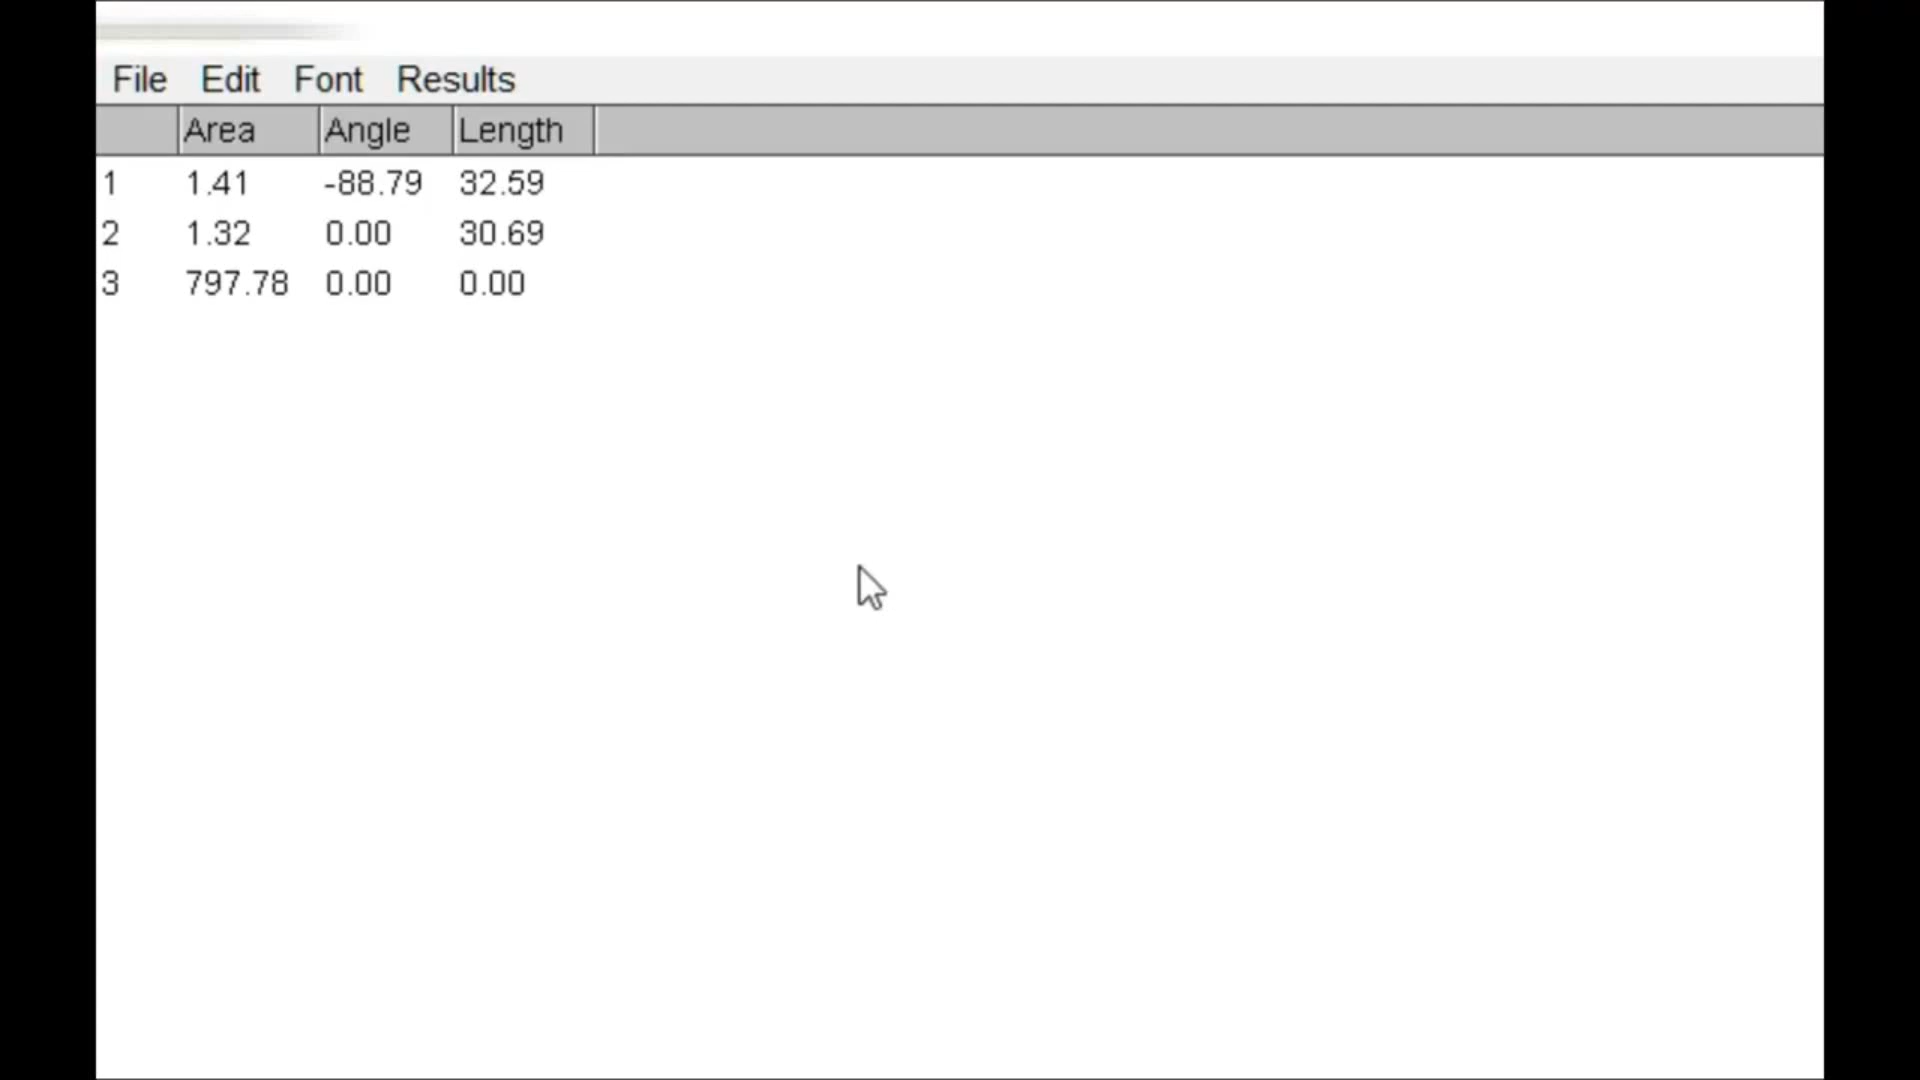 File Edit Font Results
Area Angle Length
1 1.41 -88.79 32.59
2 1.32 0.00 30.69
3 797.78 0.00 0.00